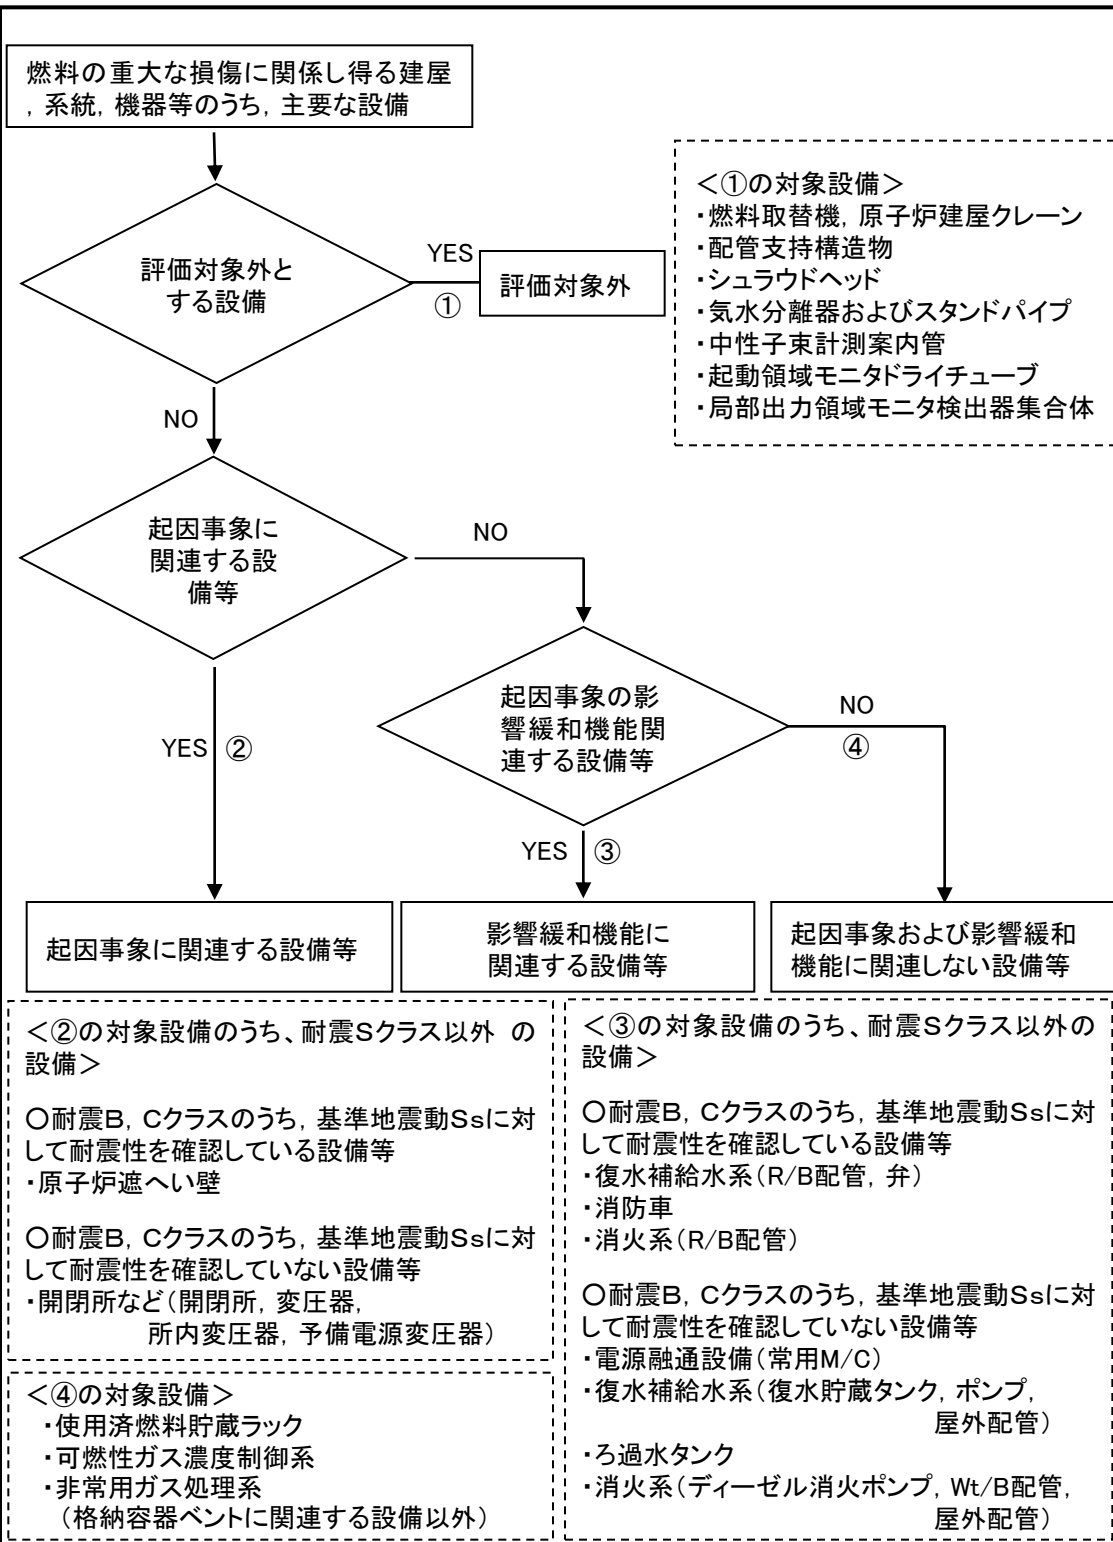 燃料の重大な損傷に関係し得る建屋
，系統，機器等のうち，主要な設備
評価対象外と
する設備
YES
①
評価対象外
＜①の対象設備＞
・燃料取替機，原子炉建屋クレーン
・配管支持構造物
・シュラウドヘッド
・気水分離器およびスタンドパイプ
・中性子束計測案内管
・起動領域モニタドライチューブ
・局部出力領域モニタ検出器集合体
NO
起因事象に
関連する設
備等
NO
起因事象の影
響緩和機能関
連する設備等
NO
④
YES ②
YES ③
起因事象に関連する設備等
影響緩和機能に
関連する設備等
起因事象および影響緩和
機能に関連しない設備等
＜②の対象設備のうち、耐震Sクラス以外 の
設備＞
○耐震B，Cクラスのうち，基準地震動Ssに対
して耐震性を確認している設備等
・原子炉遮へい壁
○耐震B，Cクラスのうち，基準地震動Ssに対
して耐震性を確認していない設備等
・開閉所など（開閉所，変圧器，
所内変圧器，予備電源変圧器）
＜④の対象設備＞
・使用済燃料貯蔵ラック
・可燃性ガス濃度制御系
・非常用ガス処理系
（格納容器ベントに関連する設備以外）
＜③の対象設備のうち、耐震Sクラス以外の
設備＞
○耐震B，Cクラスのうち，基準地震動Ssに対
して耐震性を確認している設備等
・復水補給水系（R/B配管，弁）
・消防車
・消火系（R/B配管）
○耐震B，Cクラスのうち，基準地震動Ssに対
して耐震性を確認していない設備等
・電源融通設備（常用M/C）
・復水補給水系（復水貯蔵タンク，ポンプ，
屋外配管）
・ろ過水タンク
・消火系（ディーゼル消火ポンプ，Wt/B配管，
屋外配管）